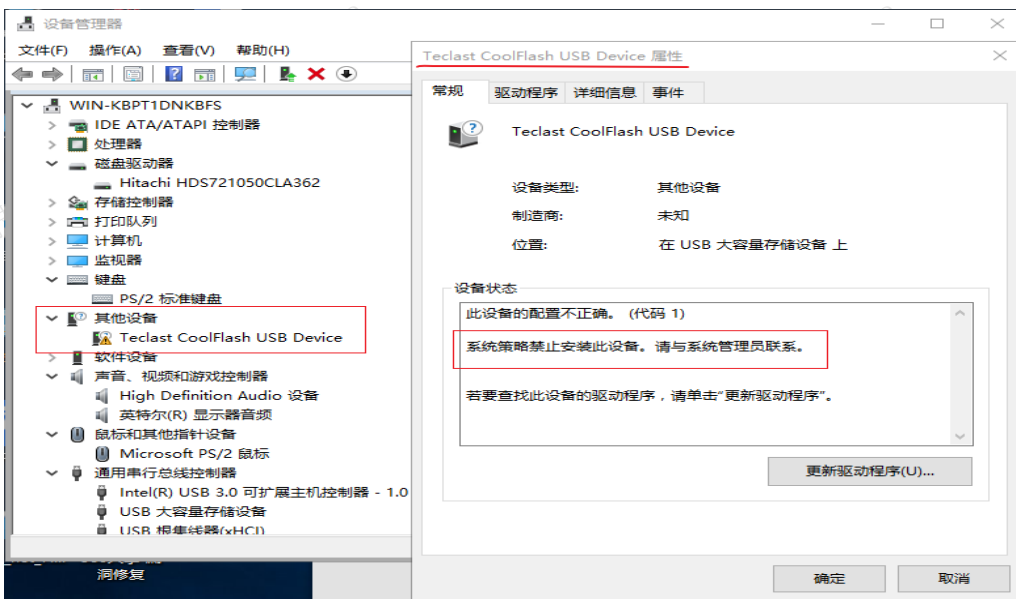 设备管理器
文件(F) 操作(A) 查看(V) 帮助(H)
WIN-KBPT1DNKBFS
IDE ATA/ATAPI 控制器
处理器
磁盘驱动器
Hitachi HDS721050CLA362
存储控制器
打印队列
计算机
监视器
键盘
PS/2 标准键盘
其他设备
Teclast CoolFlash USB Device
软件设备
声音、视频和游戏控制器
High Definition Audio 设备
英特尔(R) 显示器音频
鼠标和其他指针设备
Microsoft PS/2 鼠标
通用串行总线控制器
Intel(R) USB 3.0 可扩展主机控制器 - 1.0
USB 大容量存储设备
USB 根集线器(xHCI)
洞修复
Teclast CoolFlash USB Device 属性
常规 驱动程序 详细信息 事件
Teclast CoolFlash USB Device
设备类型: 其他设备
制造商: 未知
位置: 在 USB 大容量存储设备 上
设备状态
此设备的配置不正确。 (代码 1)
系统策略禁止安装此设备。请与系统管理员联系。
若要查找此设备的驱动程序，请单击"更新驱动程序"。
更新驱动程序(U)...
确定 取消